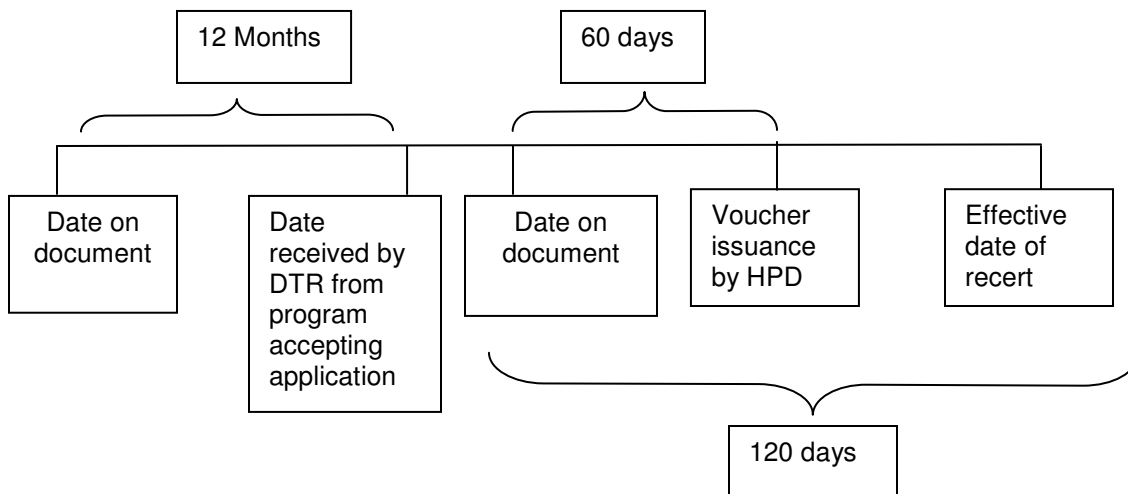 12 Months
60 days
Date on
document
Date
received by
DTR from
program
accepting
application
Date on
document
Voucher
issuance
by HPD
Effective
date of
recert
120 days